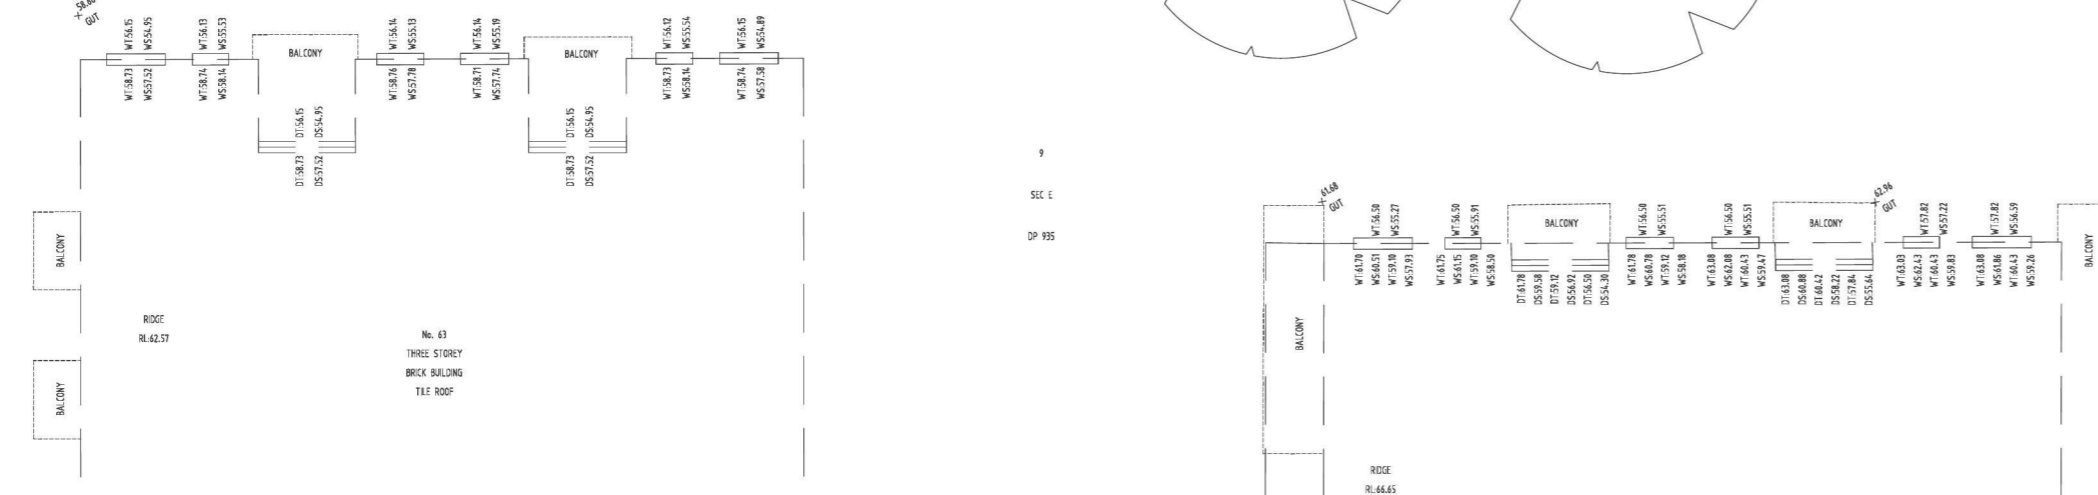 58.60
GUT
WT:56.15
WS:54.95
WT:56.13
WS:55.53
BALCONY
WT:56.14
WS:55.13
WT:56.14
WS:55.19
BALCONY
WT:56.12
WS:55.54
WT:56.15
WS:54.89
WT:58.73
WS:57.52
WT:58.74
WS:58.14
WT:58.76
WS:57.78
WT:58.71
WS:57.74
WT:58.73
WS:58.14
WT:58.74
WS:57.58
DT:56.15
DS:54.95
DT:56.15
DS:54.95
DT:58.73
DS:57.52
DT:58.73
DS:57.52
BALCONY
BALCONY
RIDGE
RL:62.57
No. 63
THREE STOREY
BRICK BUILDING
TILE ROOF
9
SEC E
DP 935
61.68
GUT
62.96
GUT
WT:56.50
WS:55.27
WT:56.50
WS:55.91
BALCONY
WT:56.50
WS:55.51
WT:56.50
WS:55.51
BALCONY
WT:57.82
WS:57.22
WT:57.82
WS:56.59
BALCONY
WT:61.70
WS:60.51
WT:59.10
WS:57.93
WT:61.75
WS:61.15
WT:59.10
WS:58.50
DT:61.78
DS:59.58
DT:59.12
DS:56.92
DT:56.50
DS:54.30
WT:61.78
WS:60.78
WT:59.12
WS:58.18
WT:63.08
WS:62.08
WT:60.43
WS:59.47
DT:63.08
DS:60.88
DT:60.42
DS:58.22
DT:57.84
DS:55.64
WT:63.03
WS:62.43
WT:60.43
WS:59.83
WT:63.08
WS:61.86
WT:60.43
WS:59.26
BALCONY
RIDGE
RL:66.65